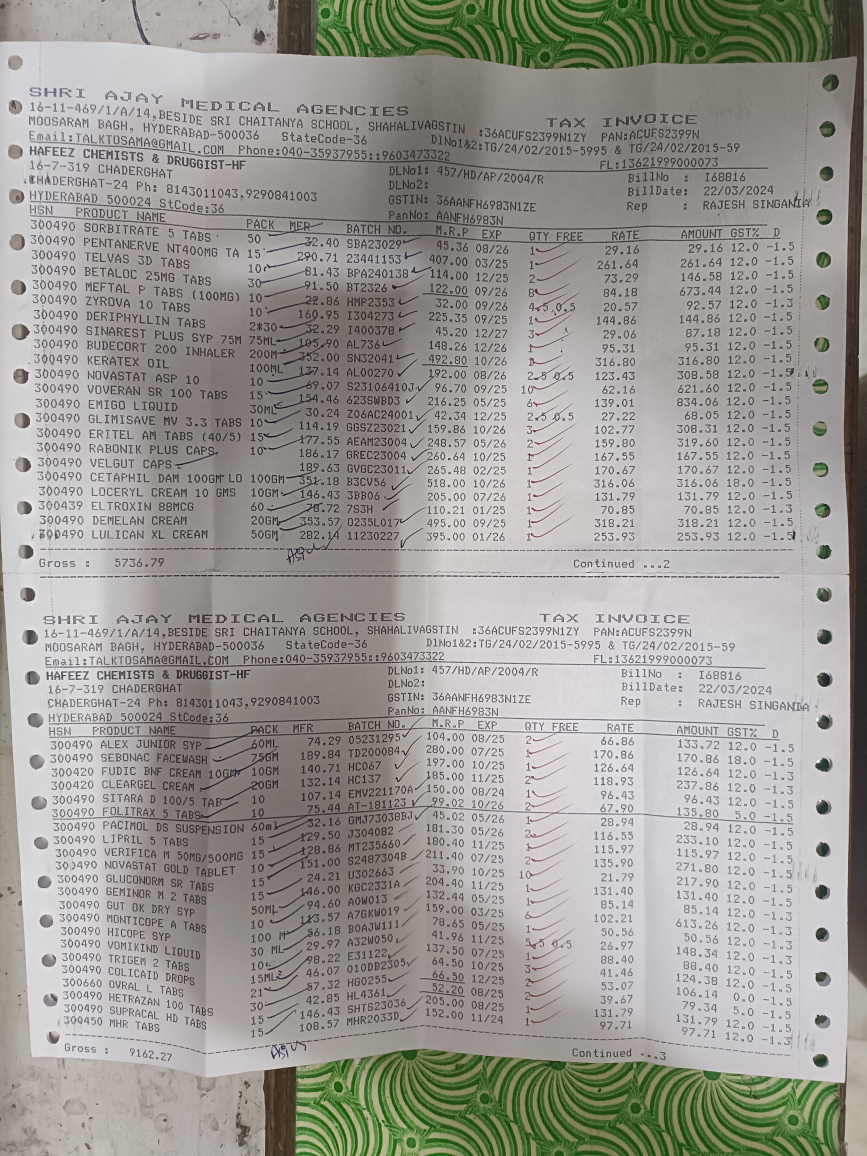 SHRI AJAY MEDICAL AGENCIES TAX INVOICE
16-11-469/1/A/14,BESIDE SRI CHAITANYA SCHOOL, SHAHALIVAGSTIN :36ACUFS2399N1ZY PAN:ACUFS2399N
MOOSARAM BAGH, HYDERABAD-500036 StateCode-36 DlNo1&2:TG/24/02/2015-5995 & TG/24/02/2015-59
Email:TALKTOSAMA@GMAIL.COM Phone:040-35937955::9603473322 FL:13621999000073
HAFEEZ CHEMISTS & DRUGGIST-HF DLNo1: 457/HD/AP/2004/R BillNo : I68816
16-7-319 CHADERGHAT DLNo2: BillDate: 22/03/2024
CHADERGHAT-24 Ph: 8143011043,9290841003 GSTIN: 36AANFH6983N1ZE Rep : RAJESH SINGANIA
HYDERABAD 500024 StCode:36 PanNo: AANFH6983N
HSN PRODUCT NAME PACK MFR BATCH NO. M.R.P EXP QTY FREE RATE AMOUNT GST% D
300490 SORBITRATE 5 TABS 50 32.40 SBA23029 45.36 08/26 1 29.16 29.16 12.0 -1.5
300490 PENTANERVE NT400MG TA 15 290.71 23441153 407.00 03/25 1 261.64 261.64 12.0 -1.5
300490 TELVAS 3D TABS 10 81.43 BPA240138 114.00 12/25 2 73.29 146.58 12.0 -1.5
300490 BETALOC 25MG TABS 30 91.50 BT2326 122.00 09/26 8 84.18 673.44 12.0 -1.5
300490 MEFTAL P TABS (100MG) 10 22.86 HMP2353 32.00 09/26 4.5 0.5 20.57 92.57 12.0 -1.3
300490 ZYROVA 10 TABS 10 160.95 I304273 225.35 09/25 1 144.86 144.86 12.0 -1.5
300490 DERIPHYLLIN TABS 2*30 32.29 I400378 45.20 12/27 3 29.06 87.18 12.0 -1.5
300490 SINAREST PLUS SYP 75M 75ML 105.90 AL736 148.26 12/26 1 95.31 95.31 12.0 -1.5
300490 BUDECORT 200 INHALER 200M 352.00 SN32041 492.80 10/26 1 316.80 316.80 12.0 -1.5
300490 KERATEX OIL 100ML 137.14 AL00270 192.00 08/26 2.5 0.5 123.43 308.58 12.0 -1.5
300490 NOVASTAT ASP 10 10 69.07 S23106410J 96.70 09/25 10 62.16 621.60 12.0 -1.5
300490 VOVERAN SR 100 TABS 15 154.46 623SWBD3 216.25 05/26 6 139.01 834.06 12.0 -1.5
300490 EMIGO LIQUID 30ML 30.24 Z06AC24001 42.34 12/25 2.5 0.5 27.22 68.05 12.0 -1.5
300490 GLIMISAVE MV 3.3 TABS 10 114.19 GGSZ23021 159.86 10/26 3 102.77 308.31 12.0 -1.5
300490 ERITEL AM TABS (40/5) 15 177.55 AEAM23004 248.57 05/26 2 159.80 319.60 12.0 -1.5
300490 RABONIK PLUS CAPS 10 186.17 GREC23004 260.64 10/25 1 167.55 167.55 12.0 -1.5
300490 VELGUT CAPS 189.63 GVGC23011 265.48 02/25 1 170.67 170.67 12.0 -1.5
300490 CETAPHIL DAM 100GM LO 100GM 351.18 B3CV56 518.00 10/26 1 316.06 316.06 18.0 -1.5
300490 LOCERYL CREAM 10 GMS 10GM 146.43 3BB06 205.00 07/26 1 131.79 131.79 12.0 -1.5
300439 ELTROXIN 88MCG 60 78.72 7S3H 110.21 01/25 1 70.85 70.85 12.0 -1.3
300490 DEMELAN CREAM 20GM 353.57 0235L017 495.00 09/25 1 318.21 318.21 12.0 -1.5
300490 LULICAN XL CREAM 50GM 282.14 11230227 395.00 01/26 1 253.93 253.93 12.0 -1.5
Gross : 5736.79 Continued ...2
SHRI AJAY MEDICAL AGENCIES TAX INVOICE
16-11-469/1/A/14,BESIDE SRI CHAITANYA SCHOOL, SHAHALIVAGSTIN :36ACUFS2399N1ZY PAN:ACUFS2399N
MOOSARAM BAGH, HYDERABAD-500036 StateCode-36 DlNo1&2:TG/24/02/2015-5995 & TG/24/02/2015-59
Email:TALKTOSAMA@GMAIL.COM Phone:040-35937955::9603473322 FL:13621999000073
HAFEEZ CHEMISTS & DRUGGIST-HF DLNo1: 457/HD/AP/2004/R BillNo : I68816
16-7-319 CHADERGHAT DLNo2: BillDate: 22/03/2024
CHADERGHAT-24 Ph: 8143011043,9290841003 GSTIN: 36AANFH6983N1ZE Rep : RAJESH SINGANIA
HYDERABAD 500024 StCode:36 PanNo: AANFH6983N
HSN PRODUCT NAME PACK MFR BATCH NO. M.R.P EXP QTY FREE RATE AMOUNT GST% D
300490 ALEX JUNIOR SYP 60ML 74.29 05231295 104.00 08/25 2 66.86 133.72 12.0 -1.5
300490 SEBONAC FACEWASH 75GM 189.84 TD200084 280.00 07/25 1 170.86 170.86 18.0 -1.5
300420 FUDIC BNF CREAM 10GM 10GM 140.71 HC067 197.00 10/25 1 126.64 126.64 12.0 -1.3
300420 CLEARGEL CREAM 20GM 132.14 HC137 185.00 11/25 2 118.93 237.86 12.0 -1.3
300490 SITARA D 100/5 TAB 10 107.14 EMV221170A 150.00 08/24 1 96.43 96.43 12.0 -1.5
300490 FOLITRAX 5 TABS 10 75.44 AT-181123 99.02 10/26 2 67.90 135.80 5.0 -1.3
300490 PACIMOL DS SUSPENSION 60ml 32.16 GMJ73038BJ 45.02 05/26 1 28.94 28.94 12.0 -1.5
300490 LIPRIL 5 TABS 15 129.50 J304082 181.30 05/26 2 116.55 233.10 12.0 -1.5
300490 VERIFICA M 50MG/500MG 15 128.86 MT235660 180.40 11/25 1 115.97 115.97 12.0 -1.5
300490 NOVASTAT GOLD TABLET 10 151.00 S2487304B 211.40 07/25 2 135.90 271.80 12.0 -1.5
300490 GLUCONORM SR TABS 15 24.21 U302663 33.90 10/25 10 21.79 217.90 12.0 -1.5
300490 GEMINOR M 2 TABS 15 146.00 KGC2331A 204.40 11/25 1 131.40 131.40 12.0 -1.5
300490 GUT OK DRY SYP 50ML 94.60 AOW013 132.44 05/25 1 85.14 85.14 12.0 -1.3
300490 MONTICOPE A TABS 10 113.57 A7GKW019 159.00 03/25 6 102.21 613.26 12.0 -1.5
300490 HICOPE SYP 100 M 56.18 BOAJW111 78.65 05/25 1 50.56 50.56 12.0 -1.3
300490 VOMIKIND LIQUID 30 ML 29.97 A32W050 41.96 11/25 5.5 0.5 26.97 148.34 12.0 -1.5
300490 TRIGEM 2 TABS 10 98.22 E31122 137.50 07/25 1 88.40 88.40 12.0 -1.5
300490 COLICAID DROPS 15ML 46.07 010DB2305 64.50 10/25 3 41.46 124.38 12.0 -1.5
300660 OVRAL L TABS 21 57.32 HG0255 66.50 12/25 2 53.07 106.14 0.0 -1.5
300490 HETRAZAN 100 TABS 30 42.85 HL4361 52.20 08/25 2 39.67 79.34 5.0 -1.5
300490 SUPRACAL HD TABS 15 146.43 SHTS23036 205.00 08/25 1 131.79 131.79 12.0 -1.5
300450 MHR TABS 15 108.57 MHR2033D 152.00 11/24 1 97.71 97.71 12.0 -1.3
Gross : 9162.27 Continued ...3